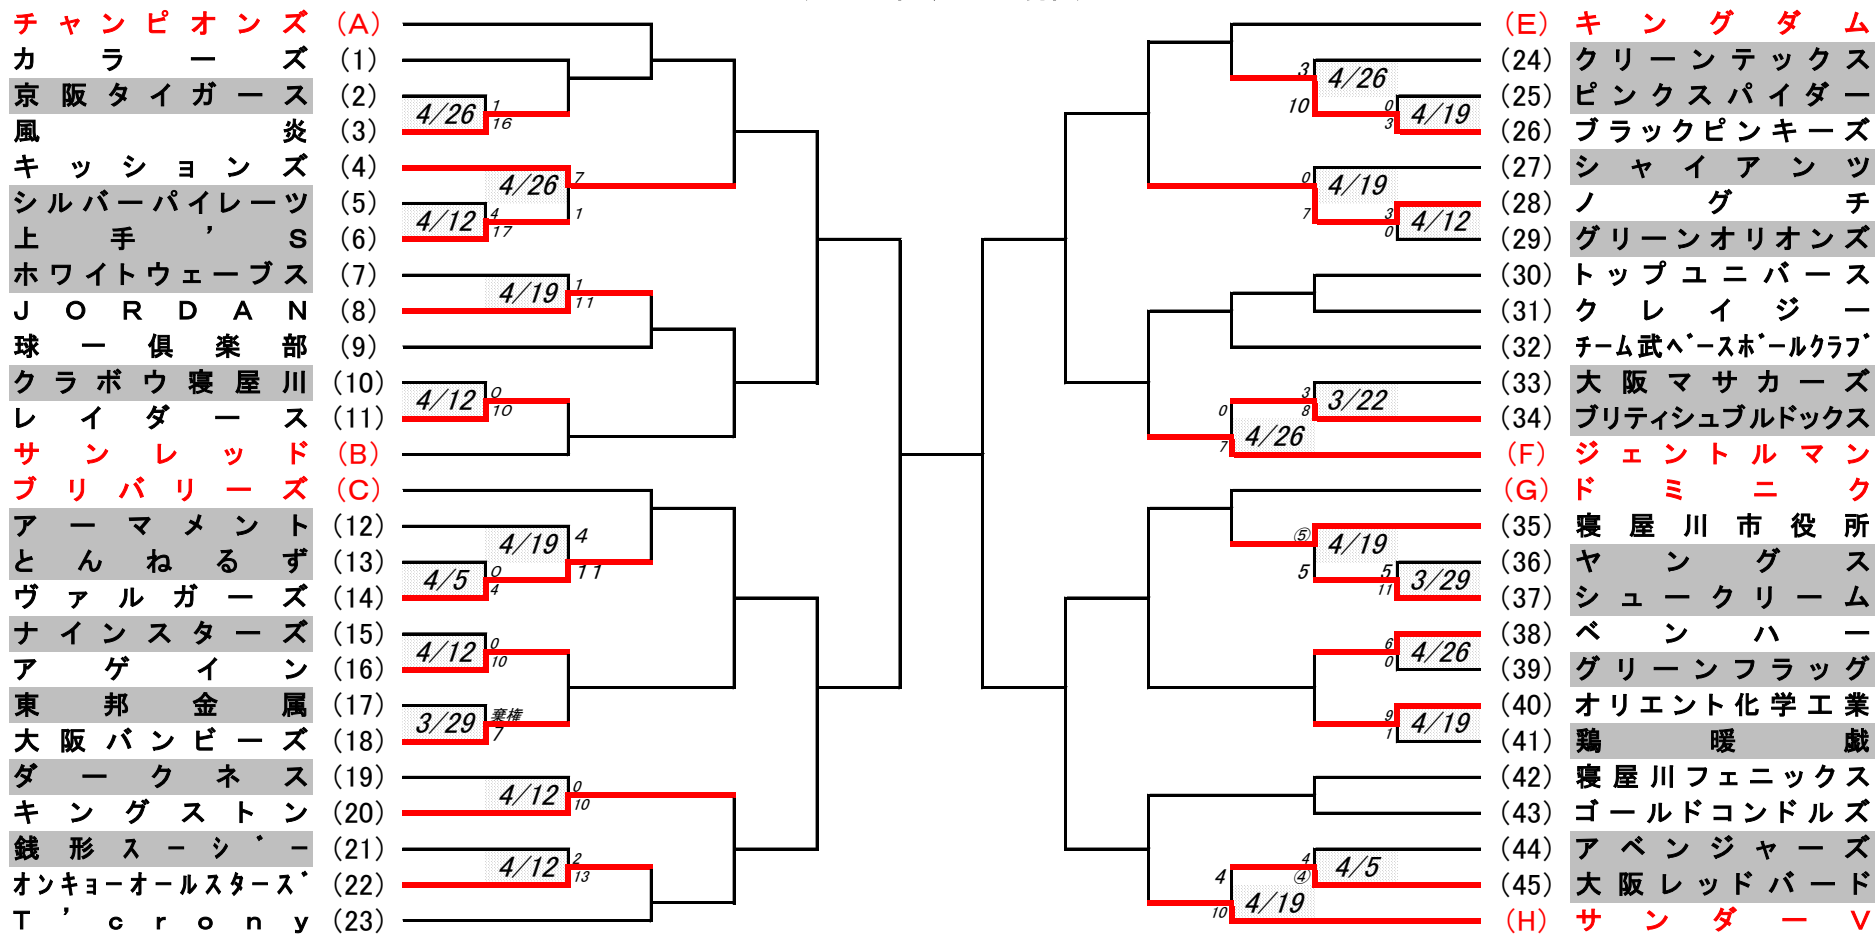 チャンピオンズ (A)
カラーズ (1)
京阪タイガース (2)
4/26 1 16
風炎 (3)
キッションズ (4)
4/26 7 1
シルバーパイレーツ (5)
4/12 4 17
上手’S (6)
ホワイトウェーブス (7)
4/19 1 11
JORDAN (8)
球一倶楽部 (9)
クラボウ寝屋川 (10)
4/12 0 10
レイダース (11)
サンレッド (B)
ブリバリーズ (C)
アーマメント (12)
4/19 4 11
とんねるず (13)
4/5 0 4
ヴァルガーズ (14)
ナインスターズ (15)
4/12 0 10
アゲイン (16)
東邦金属 (17)
3/29 棄権 7
大阪バンビーズ (18)
ダークネス (19)
4/12 0 10
キングストン (20)
銭形スーシ゛ー (21)
4/12 2 13
オンキョーオールスターズ (22)
T’crony (23)
(E) キングダム
(24) クリーンテックス
3 10 4/26
(25) ピンクスパイダー
0 3 4/19
(26) ブラックピンキーズ
(27) シャイアンツ
0 7 4/19
(28) ノグチ
3 0 4/12
(29) グリーンオリオンズ
(30) トップユニバース
(31) クレイジー
(32) チーム武ベースボールクラブ
(33) 大阪マサカーズ
3 8 3/22
(34) ブリティシュブルドックス
0 7 4/26
(F) ジェントルマン
(G) ドミニク
(35) 寝屋川市役所
⑤ 5 4/19
(36) ヤングス
5 11 3/29
(37) シュークリーム
(38) ベンハー
6 0 4/26
(39) グリーンフラッグ
(40) オリエント化学工業
9 1 4/19
(41) 鶏暖戯
(42) 寝屋川フェニックス
(43) ゴールドコンドルズ
(44) アベンジャーズ
4 ④ 4/5
(45) 大阪レッドバード
4 10 4/19
(H) サンダーV